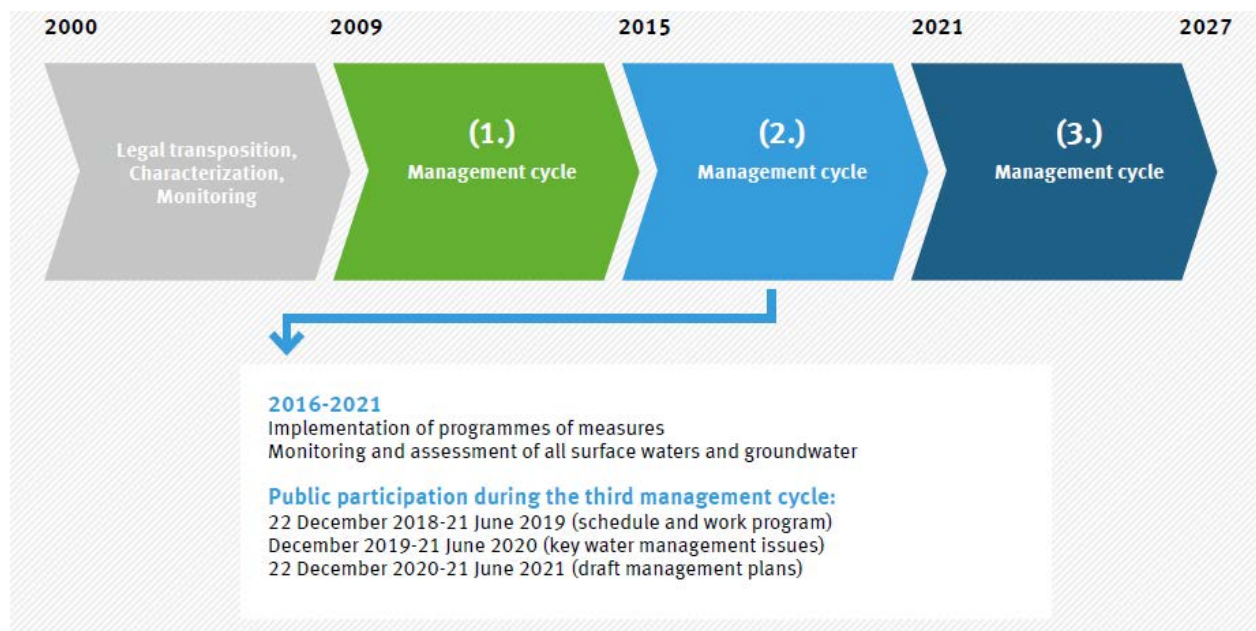 2000 2009 2015 2021 2027
Legal transposition,
Characterization,
Monitoring
(1.)
Management cycle
(2.)
Management cycle
(3.)
Management cycle
2016-2021
Implementation of programmes of measures
Monitoring and assessment of all surface waters and groundwater
Public participation during the third management cycle:
22 December 2018-21 June 2019 (schedule and work program)
December 2019-21 June 2020 (key water management issues)
22 December 2020-21 June 2021 (draft management plans)